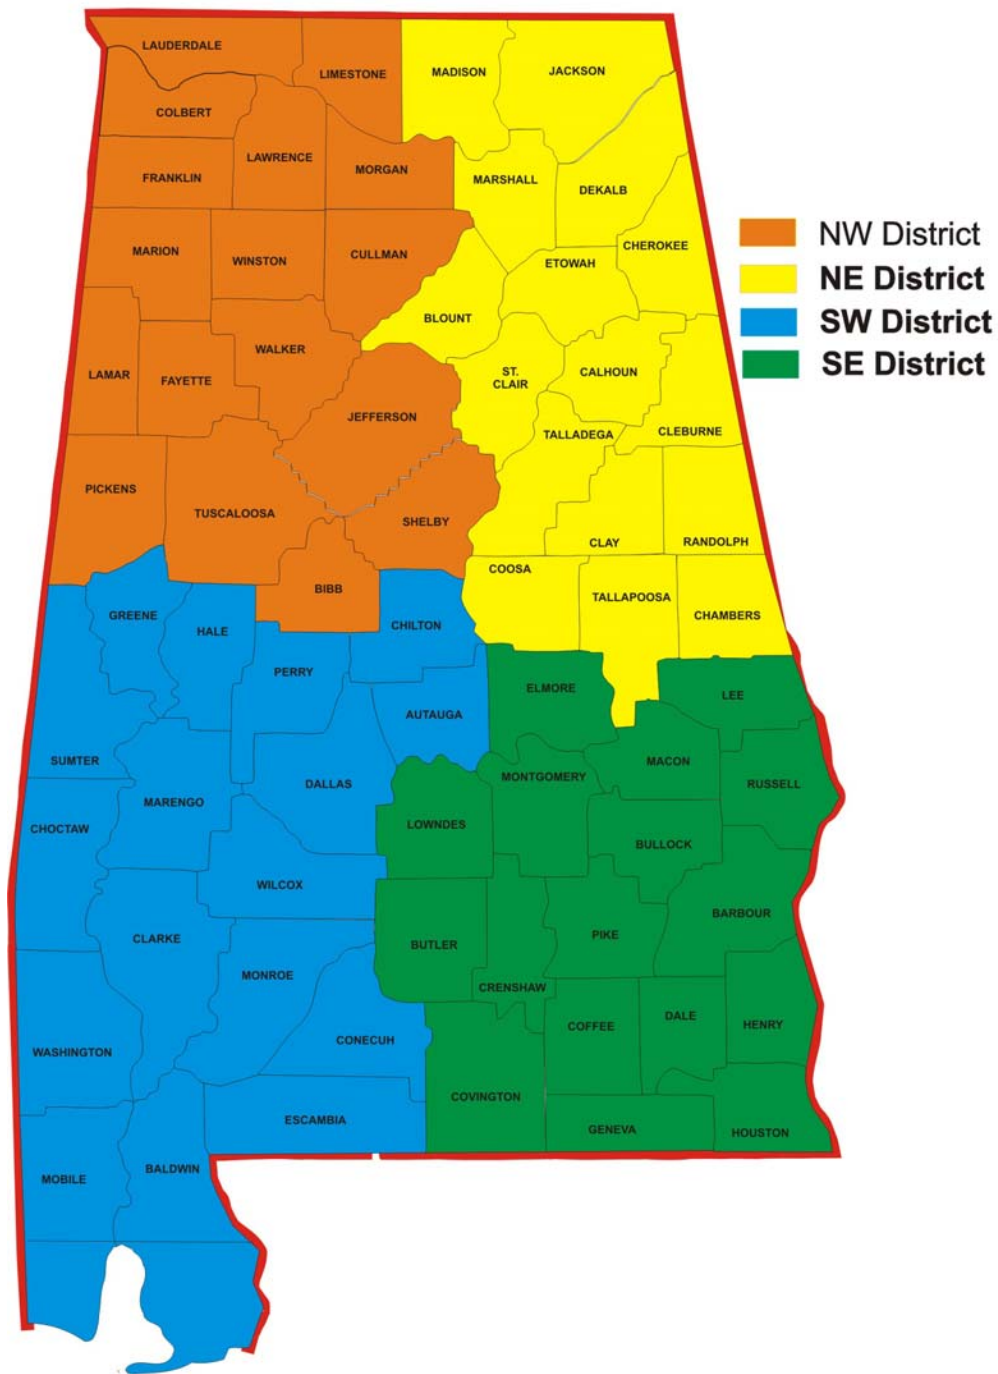 LAUDERDALE
LIMESTONE
MADISON
JACKSON
COLBERT
LAWRENCE
MORGAN
FRANKLIN
MARSHALL
DEKALB
MARION
WINSTON
CULLMAN
ETOWAH
CHEROKEE
BLOUNT
WALKER
LAMAR
FAYETTE
ST.
CLAIR
CALHOUN
JEFFERSON
TALLADEGA
CLEBURNE
PICKENS
TUSCALOOSA
SHELBY
CLAY
RANDOLPH
COOSA
BIBB
TALLAPOOSA
CHAMBERS
GREENE
HALE
CHILTON
PERRY
ELMORE
LEE
AUTAUGA
SUMTER
DALLAS
MONTGOMERY
MACON
RUSSELL
MARENGO
CHOCTAW
LOWNDES
BULLOCK
WILCOX
CLARKE
BUTLER
PIKE
BARBOUR
MONROE
CRENSHAW
CONECUH
COFFEE
DALE
HENRY
WASHINGTON
COVINGTON
ESCAMBIA
GENEVA
HOUSTON
MOBILE
BALDWIN
NW District
NE District
SW District
SE District